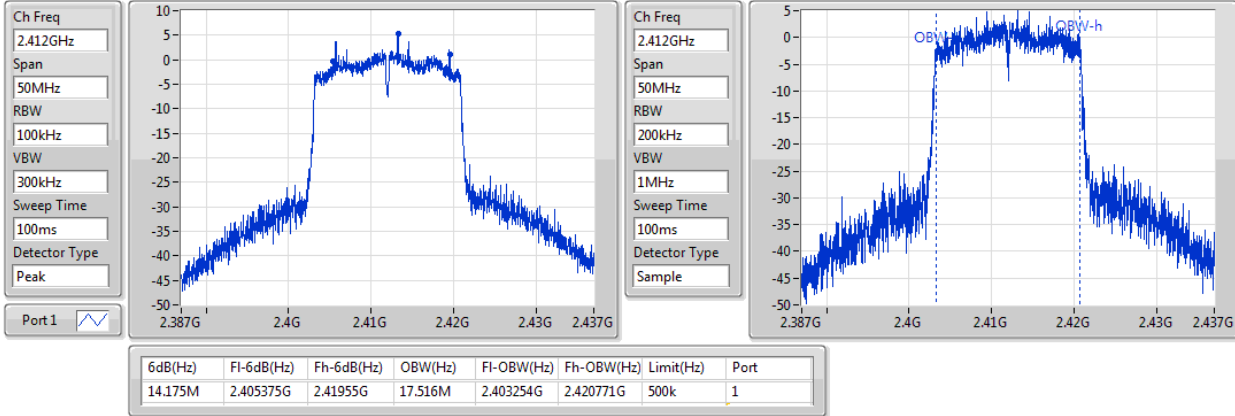 Ch Freq
2.412GHz
Span
50MHz
RBW
100kHz
VBW
300kHz
Sweep Time
100ms
Detector Type
Peak
Port 1
10
5
0
-5
-10
-15
-20
-25
-30
-35
-40
-45
-50
2.387G 2.4G 2.41G 2.42G 2.43G 2.437G
Ch Freq
2.412GHz
Span
50MHz
RBW
200kHz
VBW
1MHz
Sweep Time
100ms
Detector Type
Sample
5
0
-5
-10
-15
-20
-25
-30
-35
-40
-45
-50
OBW-h
2.387G 2.4G 2.41G 2.42G 2.43G 2.437G
6dB(Hz) Fl-6dB(Hz) Fh-6dB(Hz) OBW(Hz) Fl-OBW(Hz) Fh-OBW(Hz) Limit(Hz) Port
14.175M 2.405375G 2.41955G 17.516M 2.403254G 2.420771G 500k 1